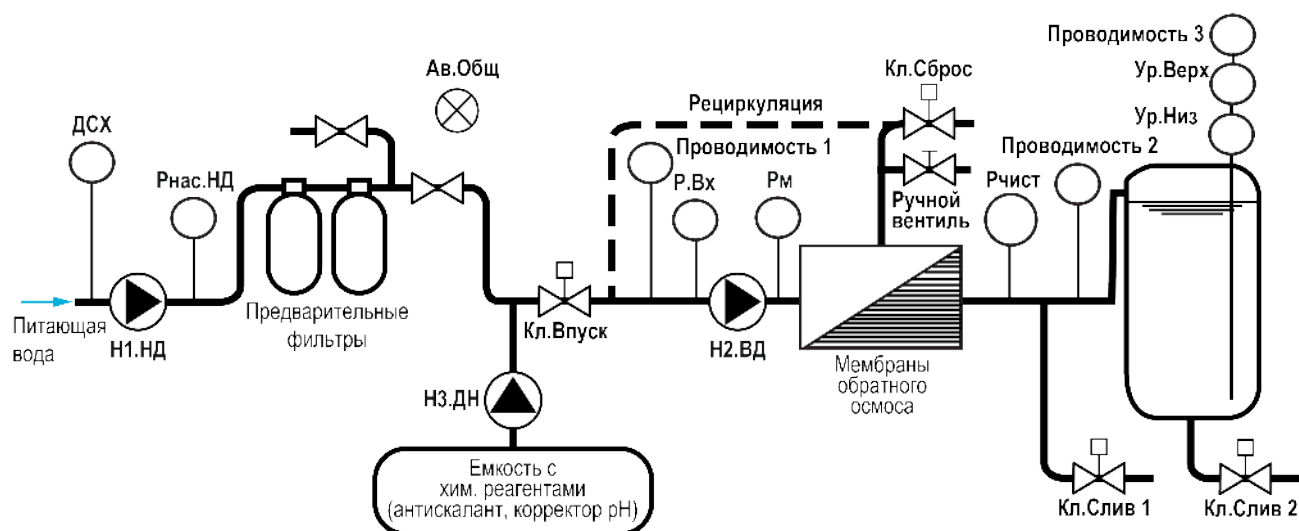 Проводимость 3
Ав.Общ
Кл.Сброс
Ур.Верх
Рециркуляция
Ур.Низ
ДСХ
Проводимость 1
Проводимость 2
Рнас.НД
Р.Вх
Рм
Ручной
вентиль
Рчист
Питающая
вода
Н1.НД
Предварительные
фильтры
Кл.Впуск
Н2.ВД
Мембраны
обратного
осмоса
Н3.ДН
Емкость с
хим. реагентами
(антискалант, корректор pH)
Кл.Слив 1
Кл.Слив 2